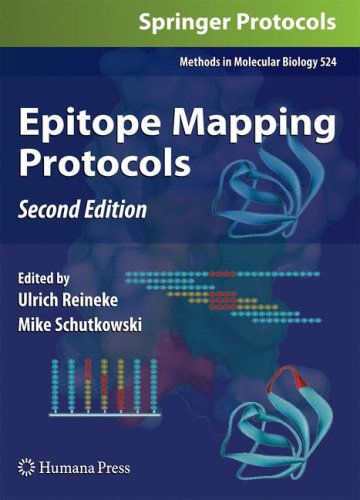 Springer Protocols
Methods in Molecular Biology 524
Epitope Mapping
Protocols
Second Edition
Edited by
Ulrich Reineke
Mike Schutkowski
Humana Press